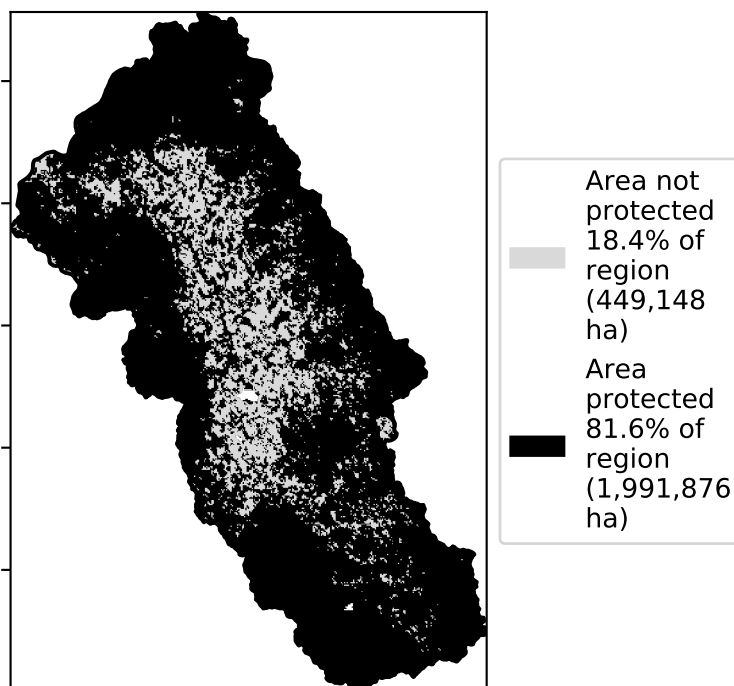 Area not
protected
18.4% of
region
(449,148
ha)
Area
protected
81.6% of
region
(1,991,876
ha)